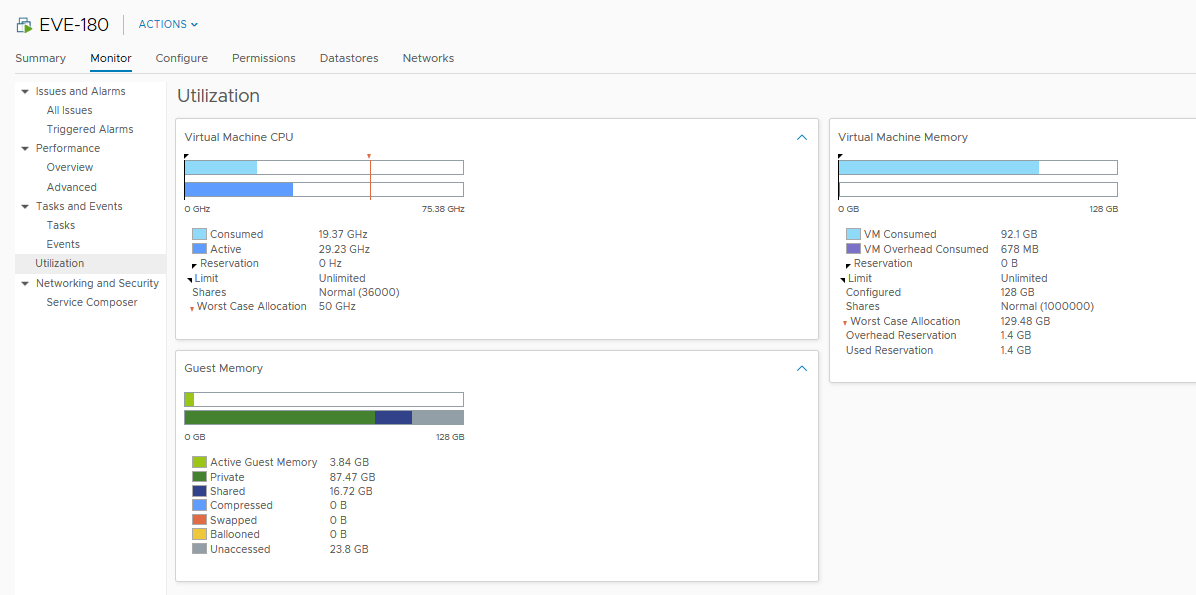 EVE-180 ACTIONS
Summary Monitor Configure Permissions Datastores Networks
Issues and Alarms
All Issues
Triggered Alarms
Performance
Overview
Advanced
Tasks and Events
Tasks
Events
Utilization
Networking and Security
Service Composer
Utilization
Virtual Machine CPU
0 GHz 75.38 GHz
Consumed 19.37 GHz
Active 29.23 GHz
Reservation 0 Hz
Limit Unlimited
Shares Normal (36000)
Worst Case Allocation 50 GHz
Virtual Machine Memory
0 GB 128 GB
VM Consumed 92.1 GB
VM Overhead Consumed 678 MB
Reservation 0 B
Limit Unlimited
Configured 128 GB
Shares Normal (1000000)
Worst Case Allocation 129.48 GB
Overhead Reservation 1.4 GB
Used Reservation 1.4 GB
Guest Memory
0 GB 128 GB
Active Guest Memory 3.84 GB
Private 87.47 GB
Shared 16.72 GB
Compressed 0 B
Swapped 0 B
Ballooned 0 B
Unaccessed 23.8 GB